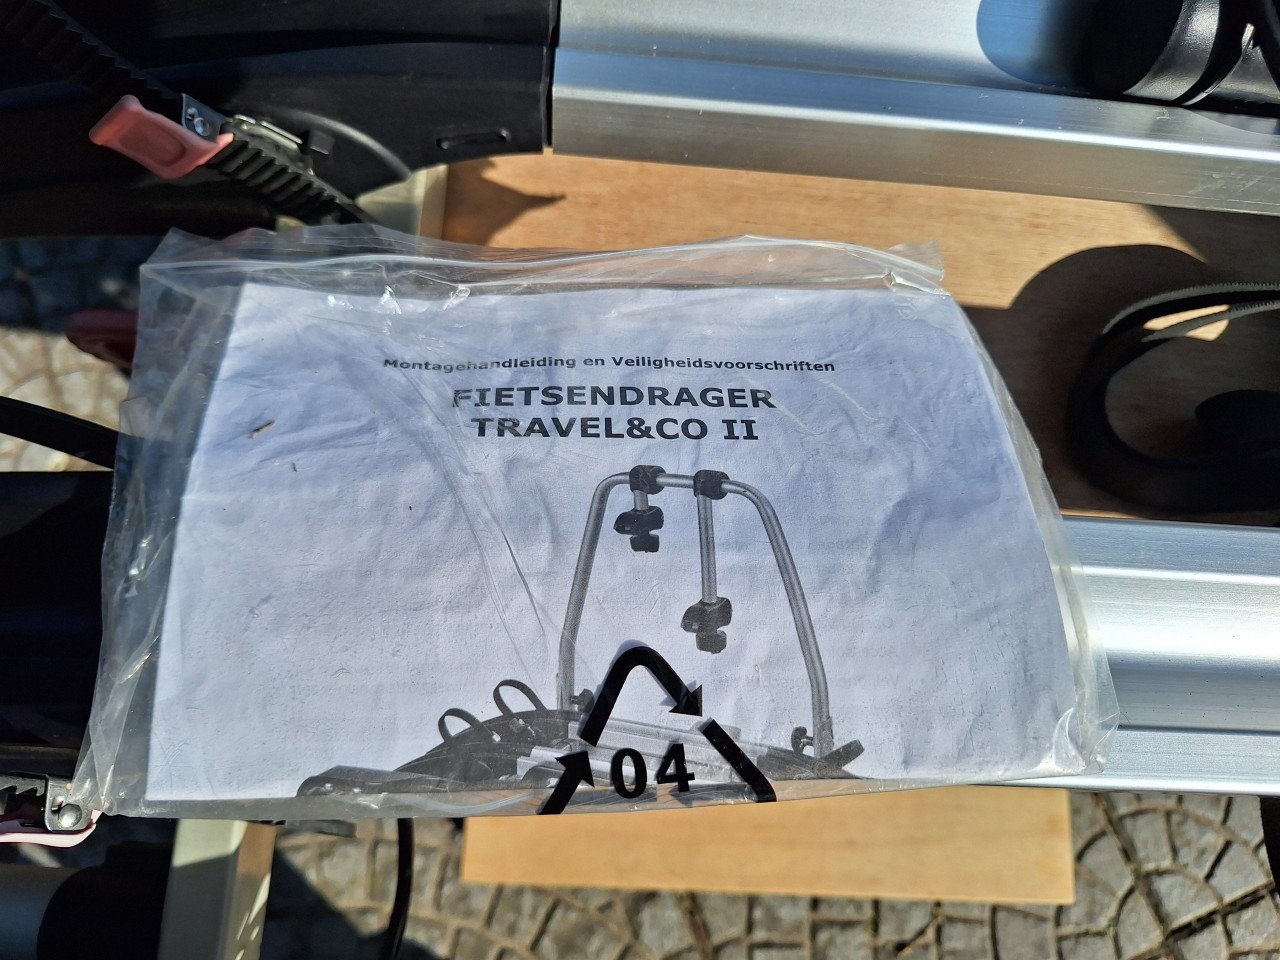 Montagehandleiding en Veiligheidsvoorschriften
FIETSENDRAGER
TRAVEL&CO II
04